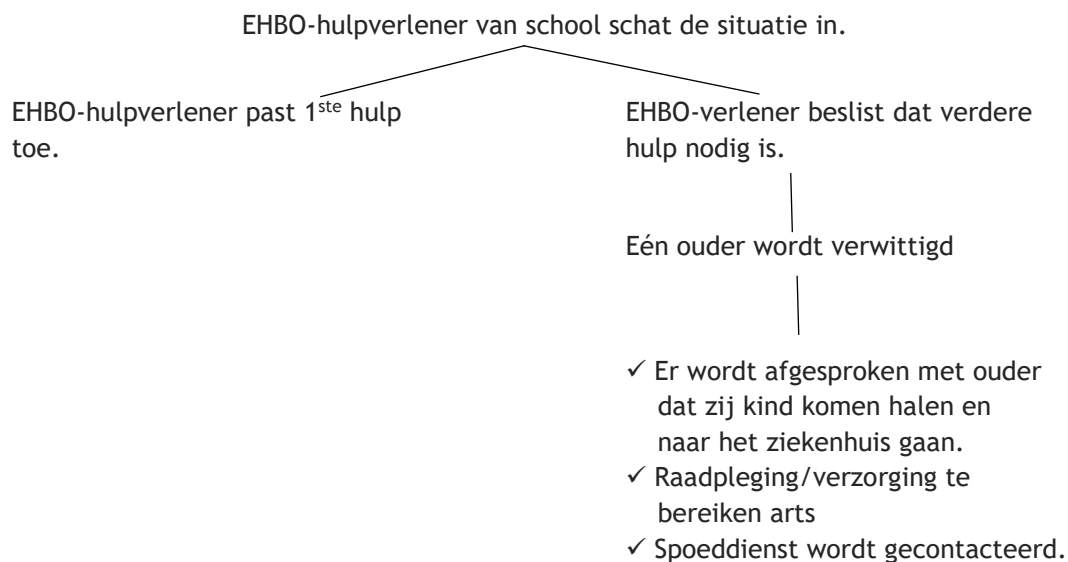 EHBO-hulpverlener van school schat de situatie in.
EHBO-hulpverlener past 1ste hulp
toe.
EHBO-verlener beslist dat verdere
hulp nodig is.
Eén ouder wordt verwittigd
✓ Er wordt afgesproken met ouder
dat zij kind komen halen en
naar het ziekenhuis gaan.
✓ Raadpleging/verzorging te
bereiken arts
✓ Spoeddienst wordt gecontacteerd.